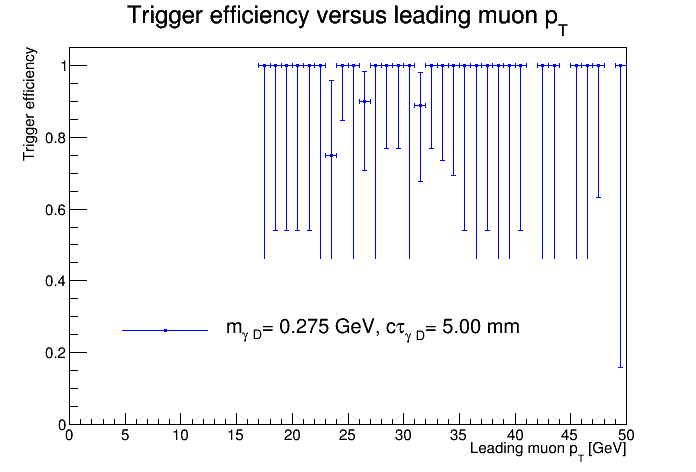 Trigger efficiency versus leading muon p_T
Trigger efficiency
1
0.8
0.6
0.4
0.2
0
m_γ D= 0.275 GeV, cτ_γ D= 5.00 mm
0 5 10 15 20 25 30 35 40 45 50
Leading muon p_T [GeV]